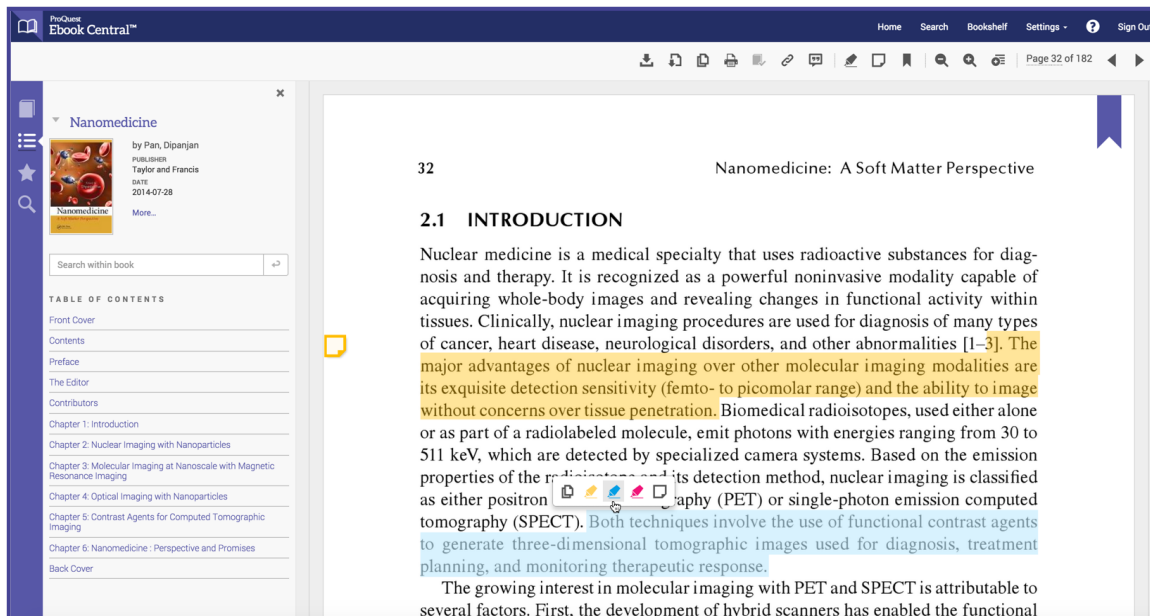 ProQuest
Ebook Central™
Home Search Bookshelf Settings ? Sign Out
Page 32 of 182
Nanomedicine
by Pan, Dipanjan
PUBLISHER
Taylor and Francis
DATE
2014-07-28
More...
Nanomedicine
Search within book
TABLE OF CONTENTS
Front Cover
Contents
Preface
The Editor
Contributors
Chapter 1: Introduction
Chapter 2: Nuclear Imaging with Nanoparticles
Chapter 3: Molecular Imaging at Nanoscale with Magnetic
Resonance Imaging
Chapter 4: Optical Imaging with Nanoparticles
Chapter 5: Contrast Agents for Computed Tomographic
Imaging
Chapter 6: Nanomedicine : Perspective and Promises
Back Cover
32 Nanomedicine: A Soft Matter Perspective
2.1 INTRODUCTION
Nuclear medicine is a medical specialty that uses radioactive substances for diag-
nosis and therapy. It is recognized as a powerful noninvasive modality capable of
acquiring whole-body images and revealing changes in functional activity within
tissues. Clinically, nuclear imaging procedures are used for diagnosis of many types
of cancer, heart disease, neurological disorders, and other abnormalities [1–3]. The
major advantages of nuclear imaging over other molecular imaging modalities are
its exquisite detection sensitivity (femto- to picomolar range) and the ability to image
without concerns over tissue penetration. Biomedical radioisotopes, used either alone
or as part of a radiolabeled molecule, emit photons with energies ranging from 30 to
511 keV, which are detected by specialized camera systems. Based on the emission
properties of the radioisotope and its detection method, nuclear imaging is classified
as either positron graphy (PET) or single-photon emission computed
tomography (SPECT). Both techniques involve the use of functional contrast agents
to generate three-dimensional tomographic images used for diagnosis, treatment
planning, and monitoring therapeutic response.
The growing interest in molecular imaging with PET and SPECT is attributable to
several factors. First, the development of hybrid scanners has enabled the functional